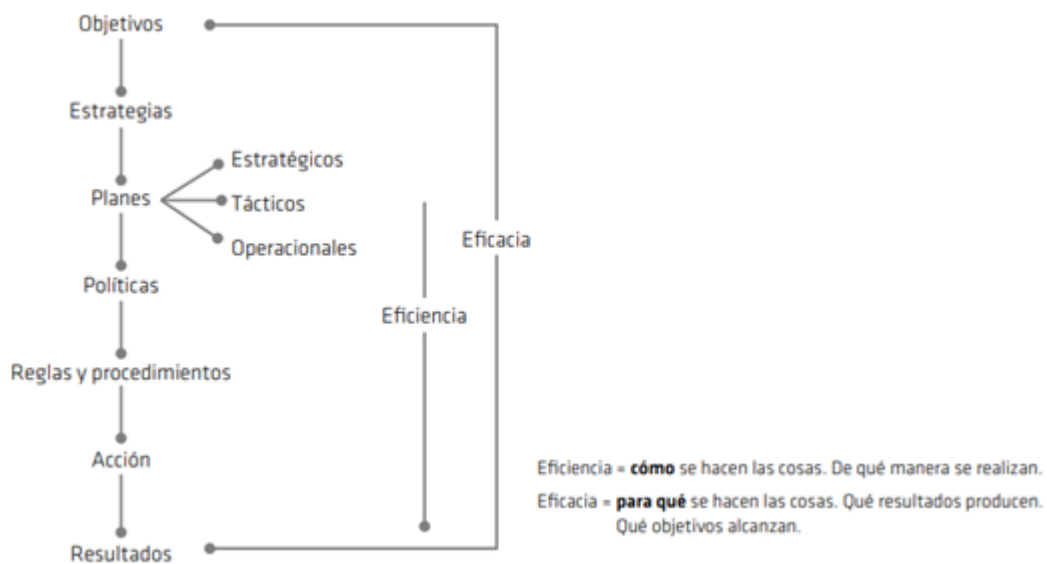 Objetivos
Estrategias
Estratégicos
Planes
Tácticos
Operacionales
Eficacia
Políticas
Eficiencia
Reglas y procedimientos
Acción
Eficiencia = cómo se hacen las cosas. De qué manera se realizan.
Eficacia = para qué se hacen las cosas. Qué resultados producen.
Qué objetivos alcanzan.
Resultados